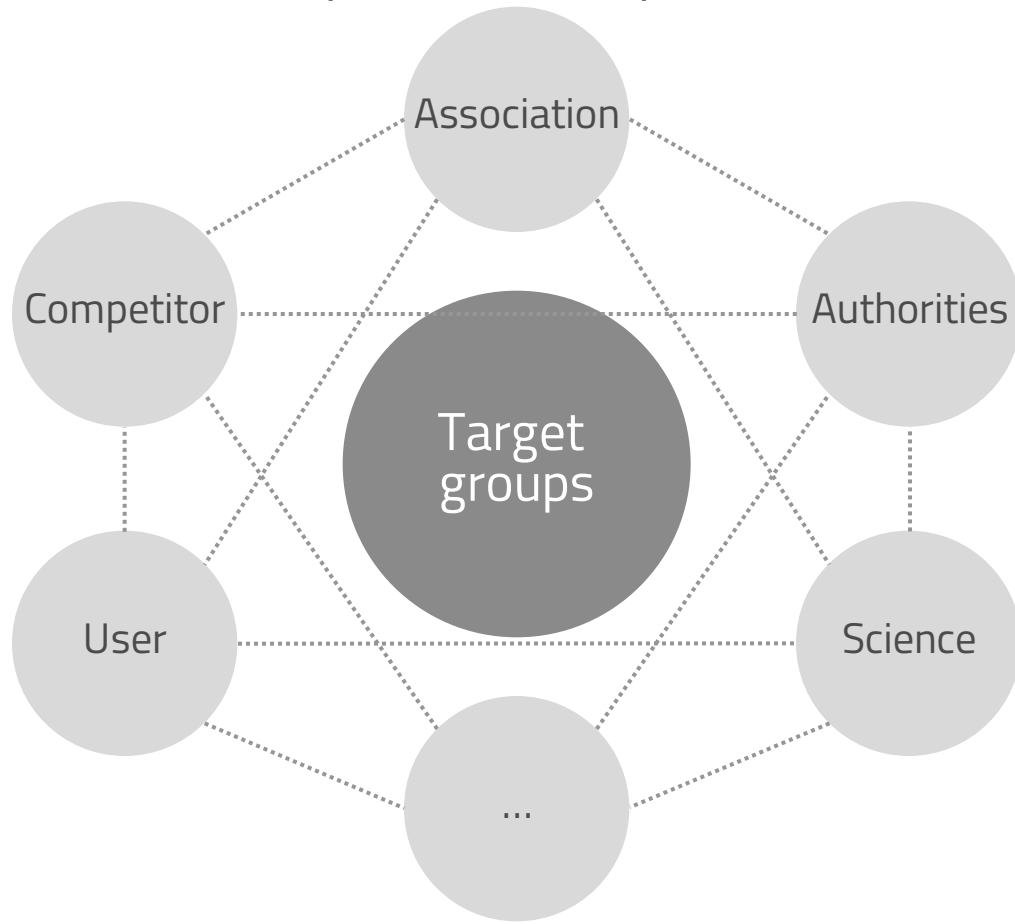 Association
Competitor
Authorities
Target
groups
User
Science
...